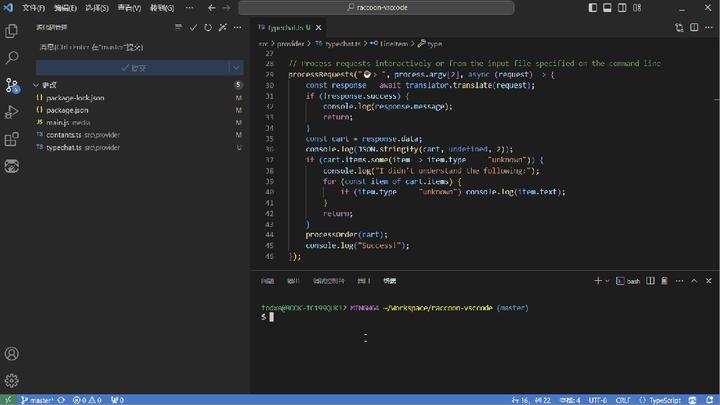 文件(F) 编辑(E) 选择(S) 查看(V) 转到(G) ···
raccoon-vscode
源代码管理
消息(Ctrl+Enter 在"master"提交)
提交
更改 5
package-lock.json M
package.json M
main.js media M
contants.ts src\provider M
typechat.ts src\provider U
typechat.ts U
src > provider > typechat.ts > LineItem > type
27
28 // Process requests interactively or from the input file specified on the command line
29 processRequests("> ", process.argv[2], async (request) => {
30 const response = await translator.translate(request);
31 if (!response.success) {
32 console.log(response.message);
33 return;
34 }
35 const cart = response.data;
36 console.log(JSON.stringify(cart, undefined, 2));
37 if (cart.items.some(item => item.type "unknown")) {
38 console.log("I didn't understand the following:");
39 for (const item of cart.items) {
40 if (item.type "unknown") console.log(item.text);
41 }
42 return;
43 }
44 processOrder(cart);
45 console.log("Success!");
46 });
问题 输出 调试控制台 端口 终端
bash
MINGW64 ~/Workspace/raccoon-vscode (master)
$
master* 0 0 0 行 16, 列 22 空格: 4 UTF-8 CRLF {} TypeScript